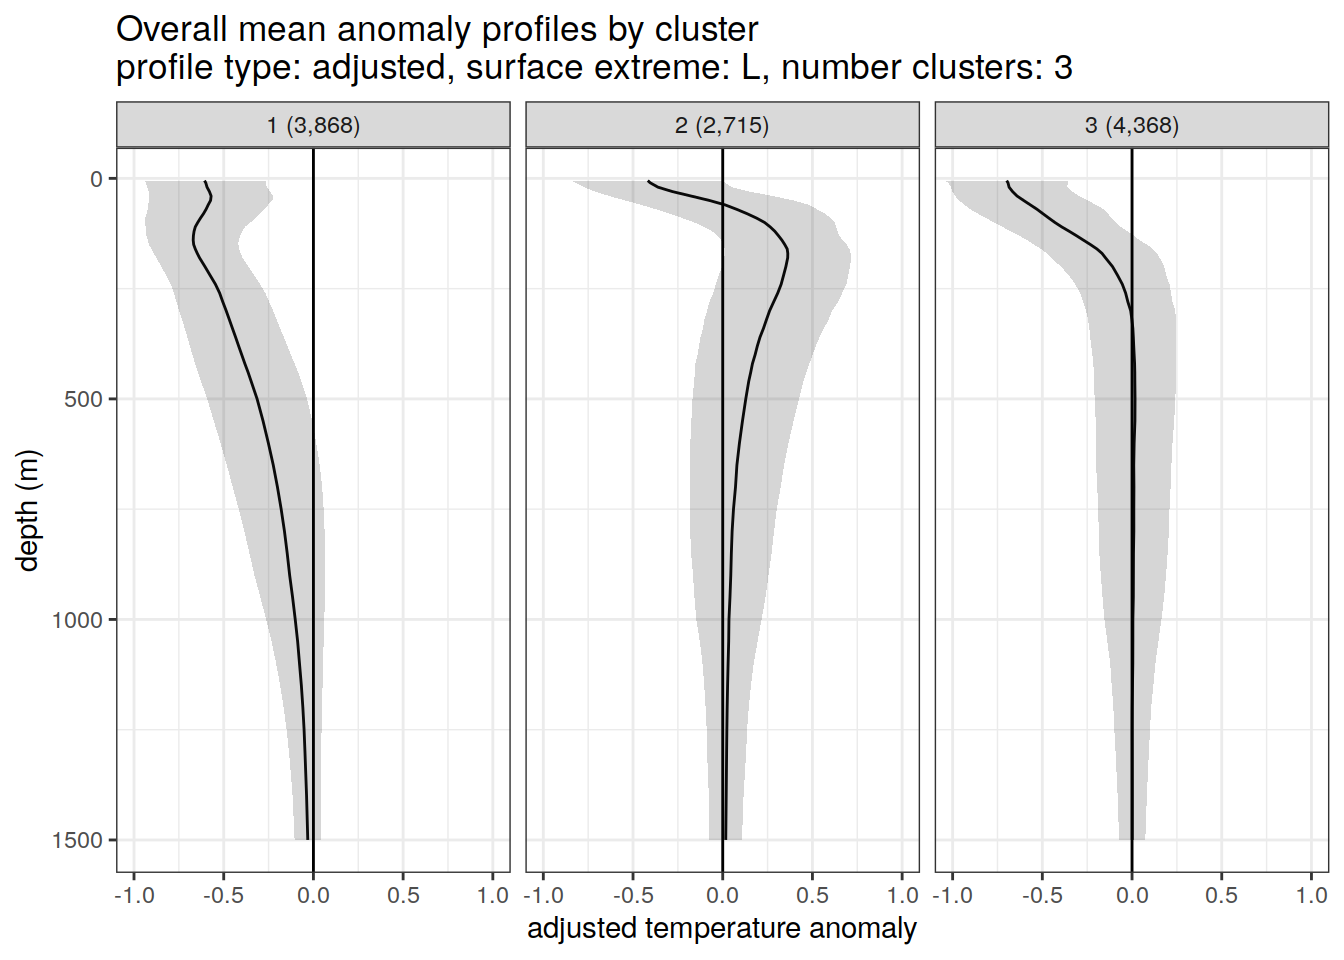 Overall mean anomaly profiles by cluster
profile type: adjusted, surface extreme: L, number clusters: 3
1 (3,868)
2 (2,715)
3 (4,368)
0
500
1000
1500
depth (m)
-1.0 -0.5 0.0 0.5 1.0
-1.0 -0.5 0.0 0.5 1.0
-1.0 -0.5 0.0 0.5 1.0
adjusted temperature anomaly